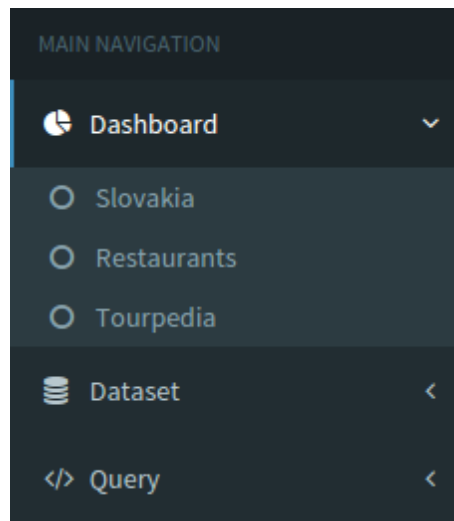 MAIN NAVIGATION
Dashboard
Slovakia
Restaurants
Tourpedia
Dataset
Query